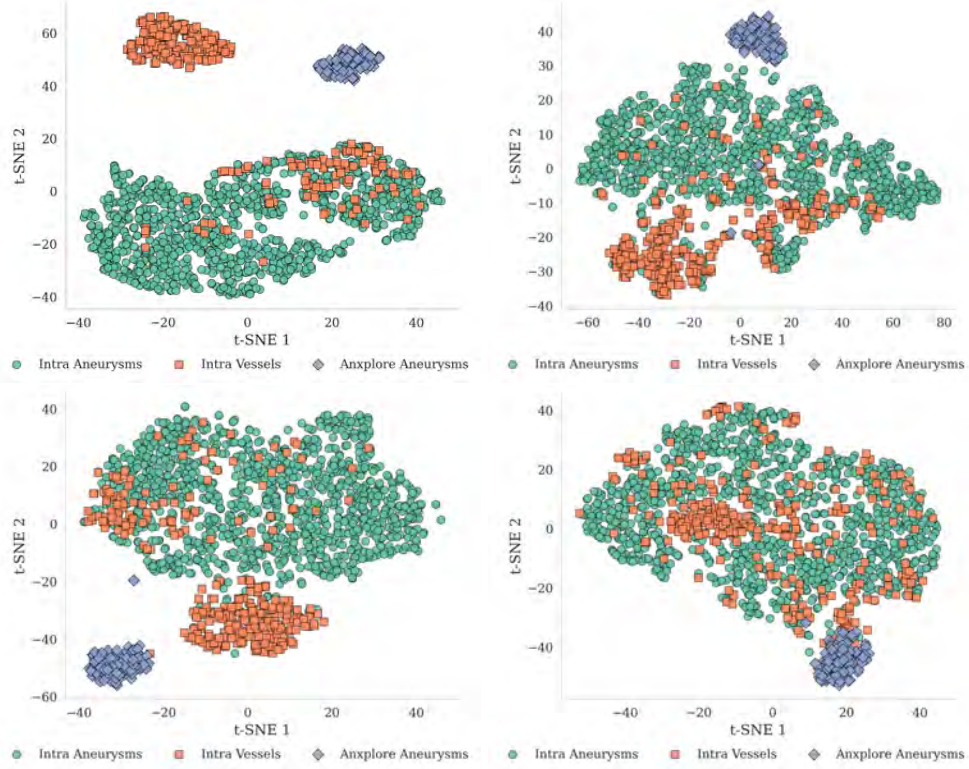 60
40
20
0
−20
−40
t-SNE 2
−40 −20 0 20 40
t-SNE 1
Intra Aneurysms Intra Vessels Anxplore Aneurysms
40
30
20
10
0
−10
−20
−30
−40
t-SNE 2
−60 −40 −20 0 20 40 60 80
t-SNE 1
Intra Aneurysms Intra Vessels Anxplore Aneurysms
40
20
0
−20
−40
−60
t-SNE 2
−40 −20 0 20 40
t-SNE 1
Intra Aneurysms Intra Vessels Anxplore Aneurysms
40
20
0
−20
−40
t-SNE 2
−40 −20 0 20 40
t-SNE 1
Intra Aneurysms Intra Vessels Anxplore Aneurysms